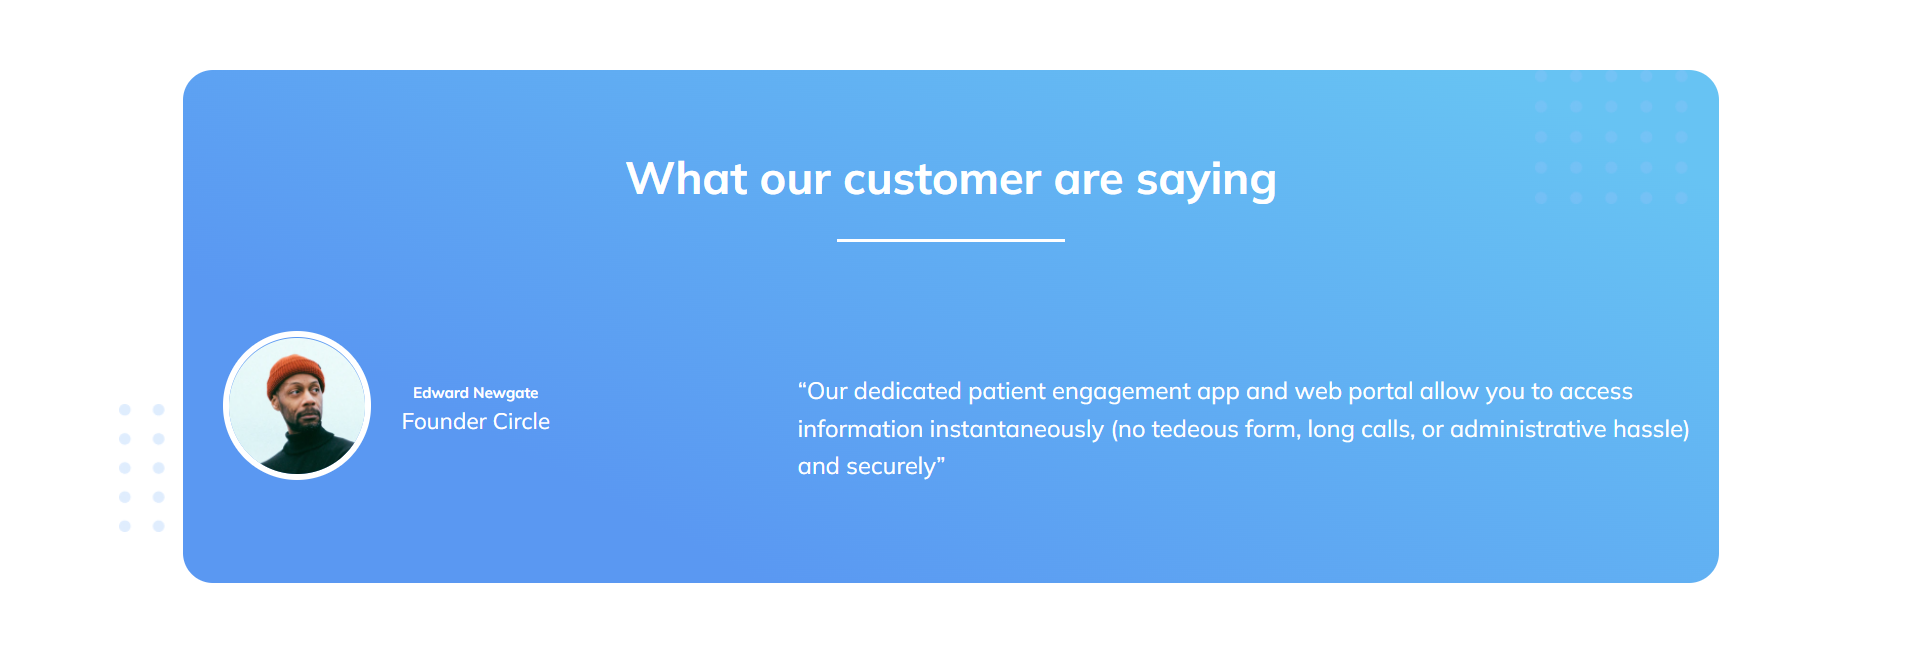 What our customer are saying
Edward Newgate
Founder Circle
“Our dedicated patient engagement app and web portal allow you to access
information instantaneously (no tedeous form, long calls, or administrative hassle)
and securely”